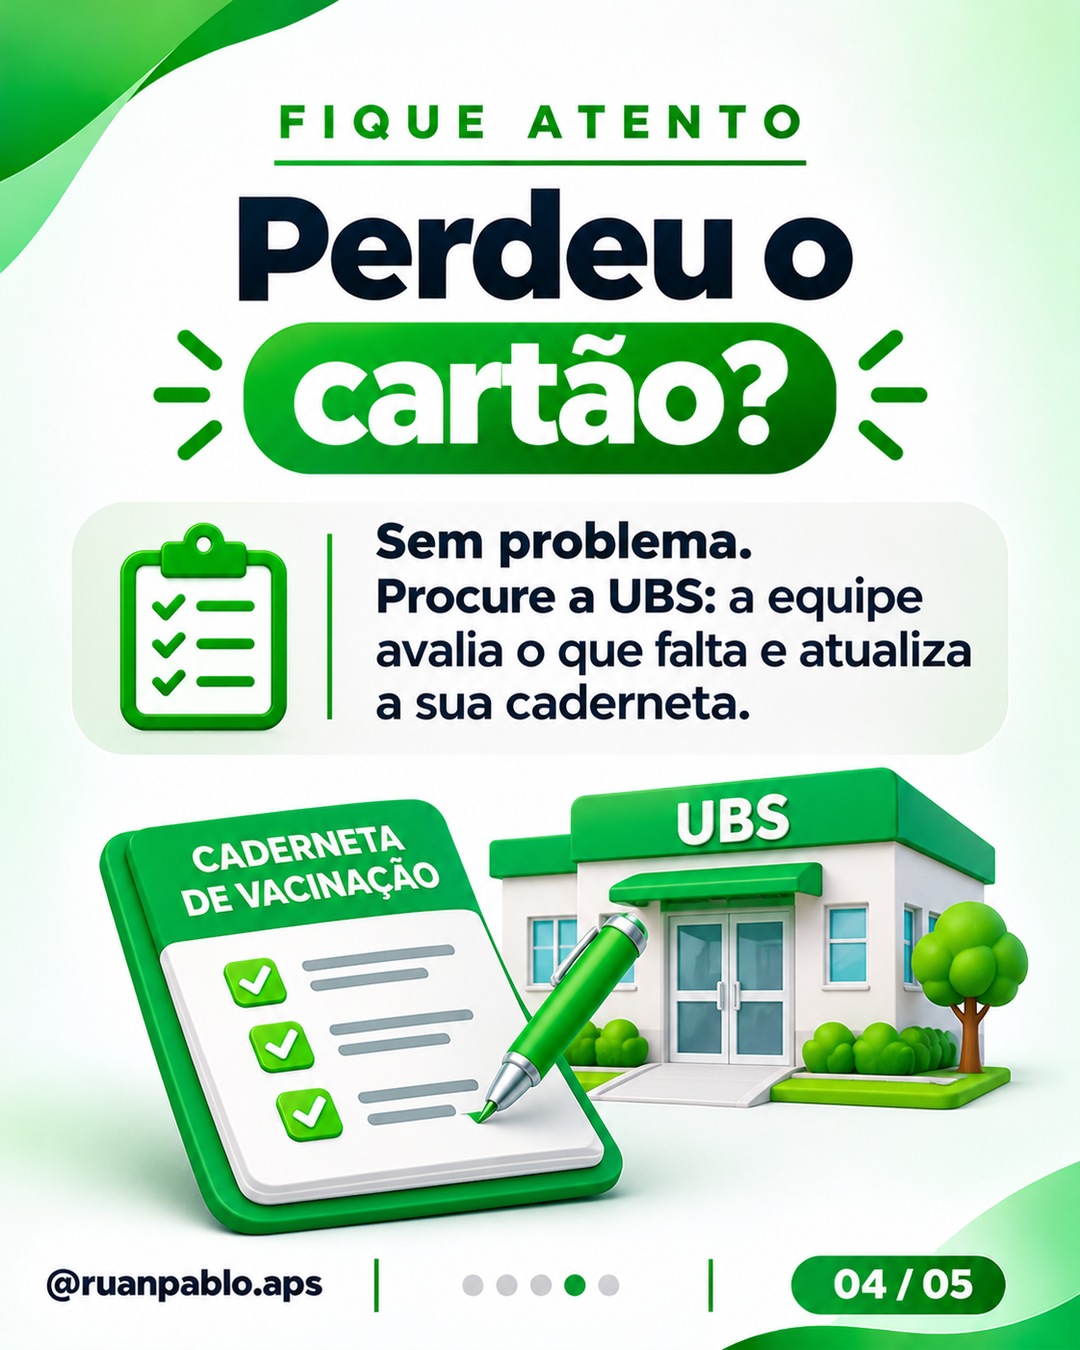 FIQUE ATENTO
Perdeu o
cartão?
Sem problema.
Procure a UBS: a equipe
avalia o que falta e atualiza
a sua caderneta.
CADERNETA
DE VACINAÇÃO
UBS
@ruanpablo.aps
04 / 05